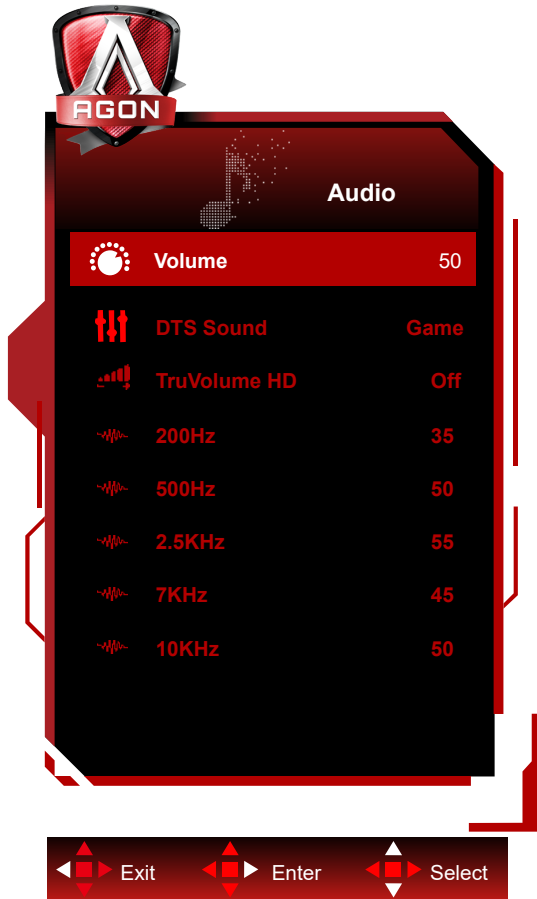 AGON
Audio
Volume 50
DTS Sound Game
TruVolume HD Off
200Hz 35
500Hz 50
2.5KHz 55
7KHz 45
10KHz 50
Exit Enter Select